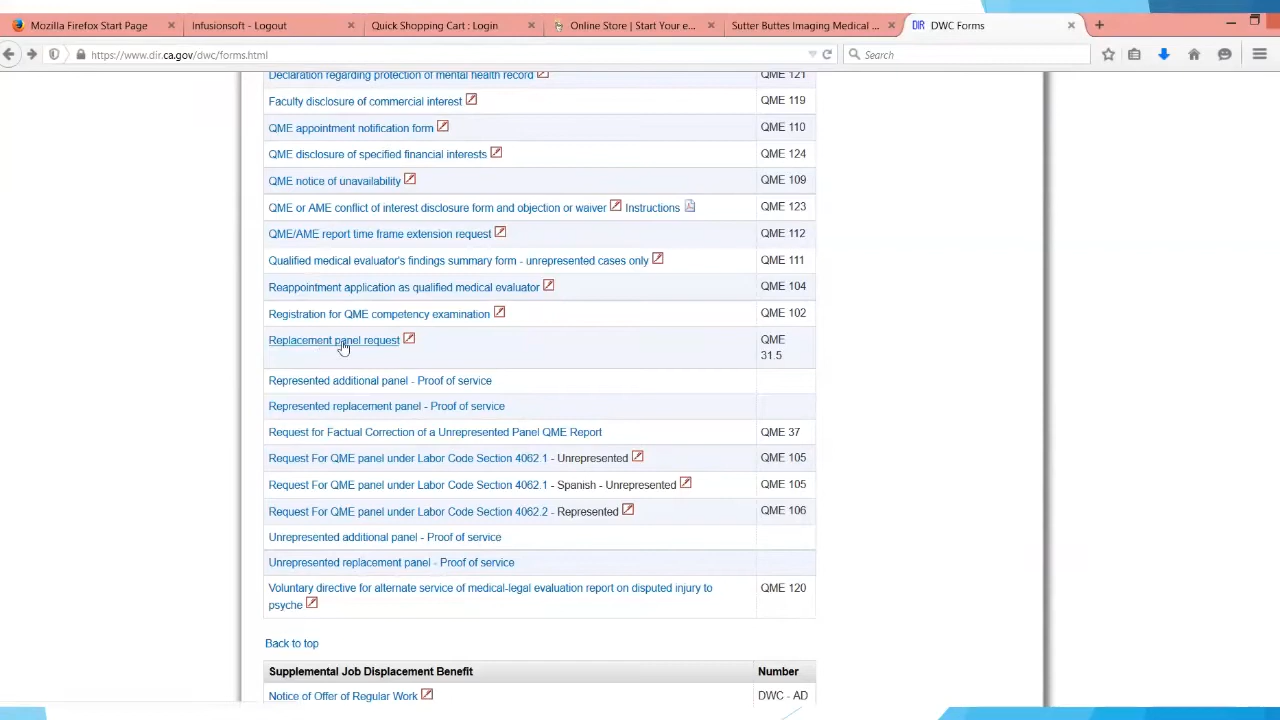 Mozilla Firefox Start Page
Infusionsoft - Logout
Quick Shopping Cart : Login
Online Store | Start Your e...
Sutter Buttes Imaging Medical ...
DIR DWC Forms
https://www.dir.ca.gov/dwc/forms.html
Search
Declaration regarding protection of mental health record QME 121
Faculty disclosure of commercial interest QME 119
QME appointment notification form QME 110
QME disclosure of specified financial interests QME 124
QME notice of unavailability QME 109
QME or AME conflict of interest disclosure form and objection or waiver Instructions QME 123
QME/AME report time frame extension request QME 112
Qualified medical evaluator's findings summary form - unrepresented cases only QME 111
Reappointment application as qualified medical evaluator QME 104
Registration for QME competency examination QME 102
Replacement panel request QME
31.5
Represented additional panel - Proof of service
Represented replacement panel - Proof of service
Request for Factual Correction of a Unrepresented Panel QME Report QME 37
Request For QME panel under Labor Code Section 4062.1 - Unrepresented QME 105
Request For QME panel under Labor Code Section 4062.1 - Spanish - Unrepresented QME 105
Request For QME panel under Labor Code Section 4062.2 - Represented QME 106
Unrepresented additional panel - Proof of service
Unrepresented replacement panel - Proof of service
Voluntary directive for alternate service of medical-legal evaluation report on disputed injury to QME 120
psyche
Back to top
Supplemental Job Displacement Benefit Number
Notice of Offer of Regular Work DWC - AD